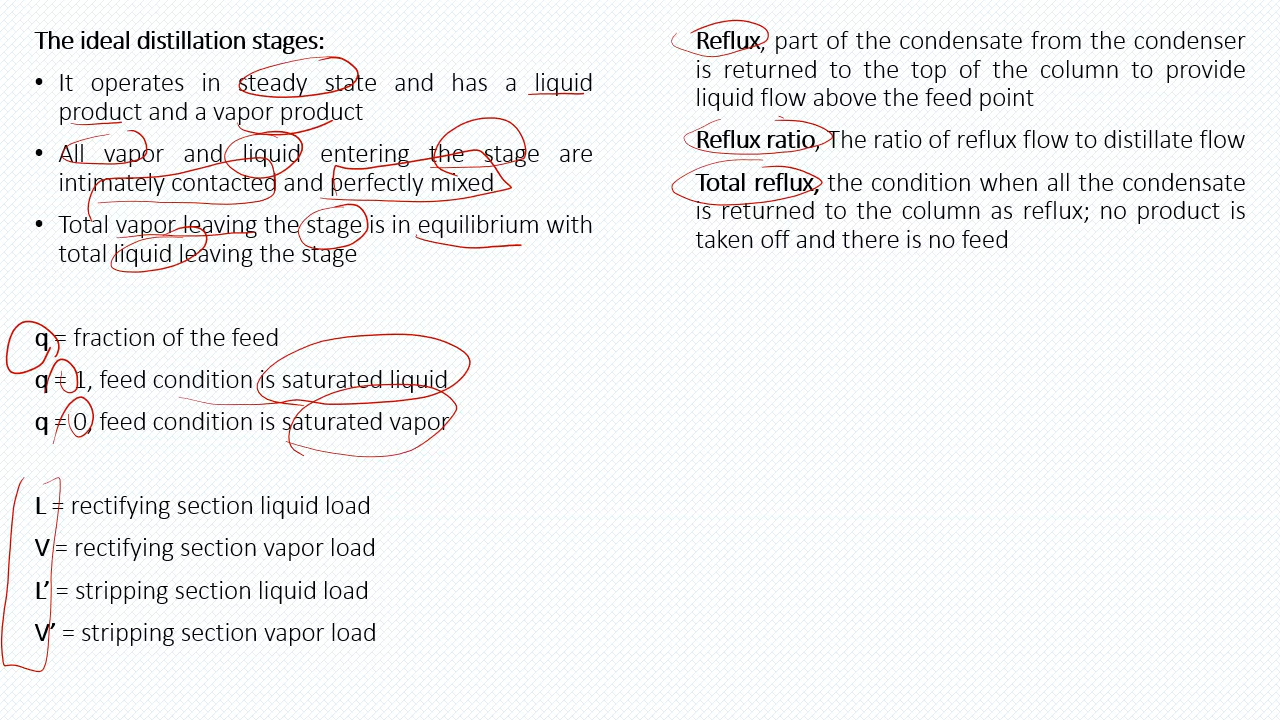 The ideal distillation stages:
• It operates in steady state and has a liquid
product and a vapor product
• All vapor and liquid entering the stage are
intimately contacted and perfectly mixed
• Total vapor leaving the stage is in equilibrium with
total liquid leaving the stage
q = fraction of the feed
q = 1, feed condition is saturated liquid
q = 0, feed condition is saturated vapor
L = rectifying section liquid load
V = rectifying section vapor load
L’ = stripping section liquid load
V’ = stripping section vapor load
Reflux, part of the condensate from the condenser
is returned to the top of the column to provide
liquid flow above the feed point
Reflux ratio, The ratio of reflux flow to distillate flow
Total reflux, the condition when all the condensate
is returned to the column as reflux; no product is
taken off and there is no feed